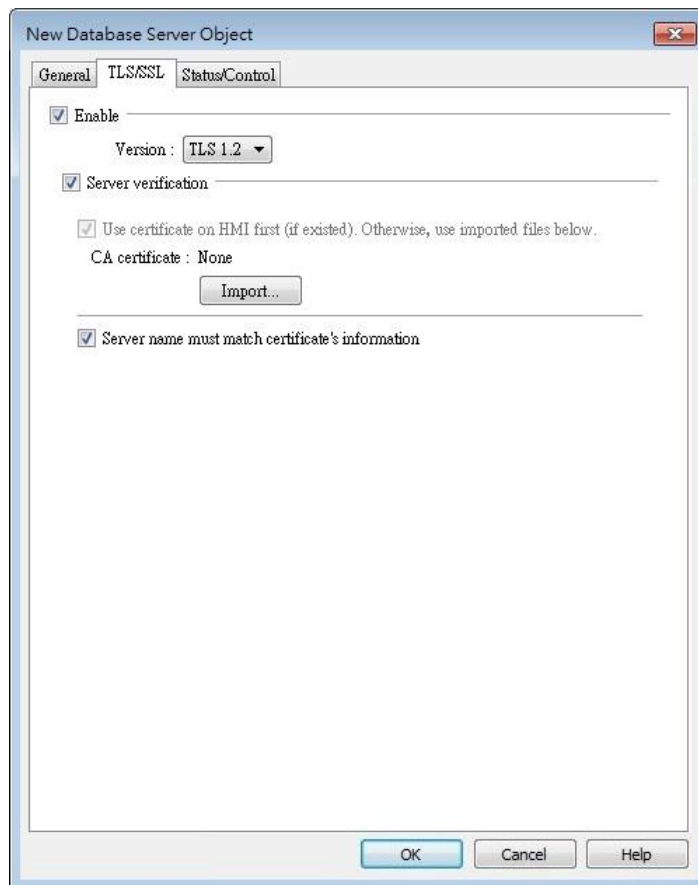 New Database Server Object
General TLS/SSL Status/Control
Enable
Version : TLS 1.2
Server verification
Use certificate on HMI first (if existed). Otherwise, use imported files below.
CA certificate : None
Import...
Server name must match certificate's information
OK Cancel Help